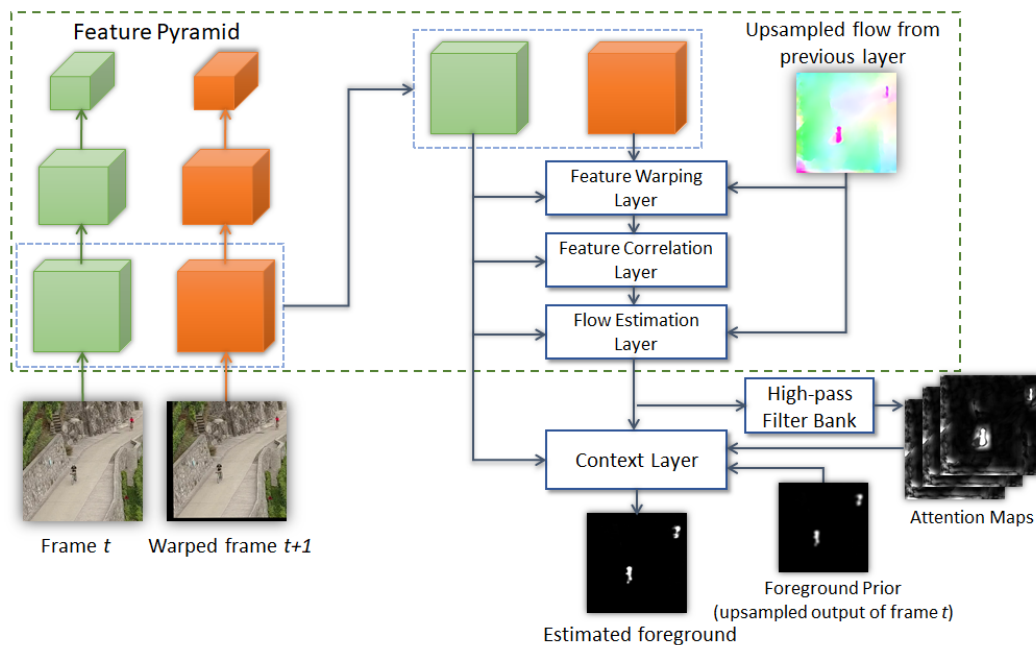 Feature Pyramid
Upsampled flow from
previous layer
Feature Warping
Layer
Feature Correlation
Layer
Flow Estimation
Layer
High-pass
Filter Bank
Context Layer
Attention Maps
Frame t
Warped frame t+1
Estimated foreground
Foreground Prior
(upsampled output of frame t)